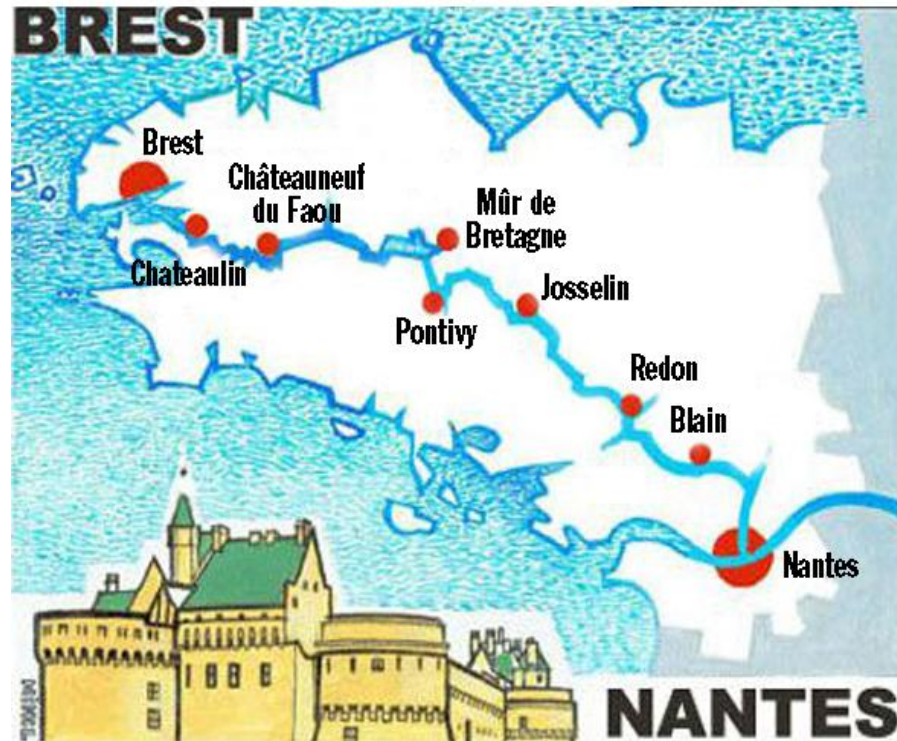 BREST
Brest
Châteauneuf
du Faou
Mûr de
Bretagne
Chateaulin
Josselin
Pontivy
Redon
Blain
Nantes
NANTES